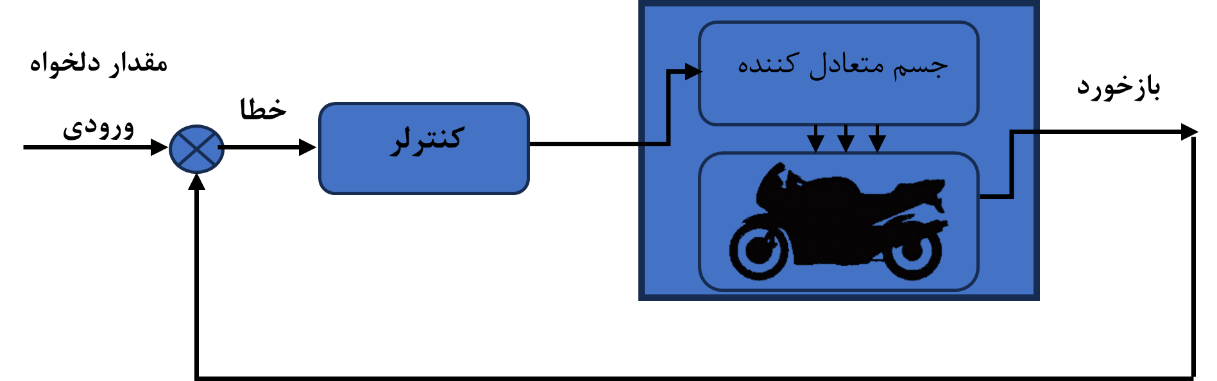 مقدار دلخواه
ورودی
خطا
کنترلر
جسم متعادل کننده
بازخورد